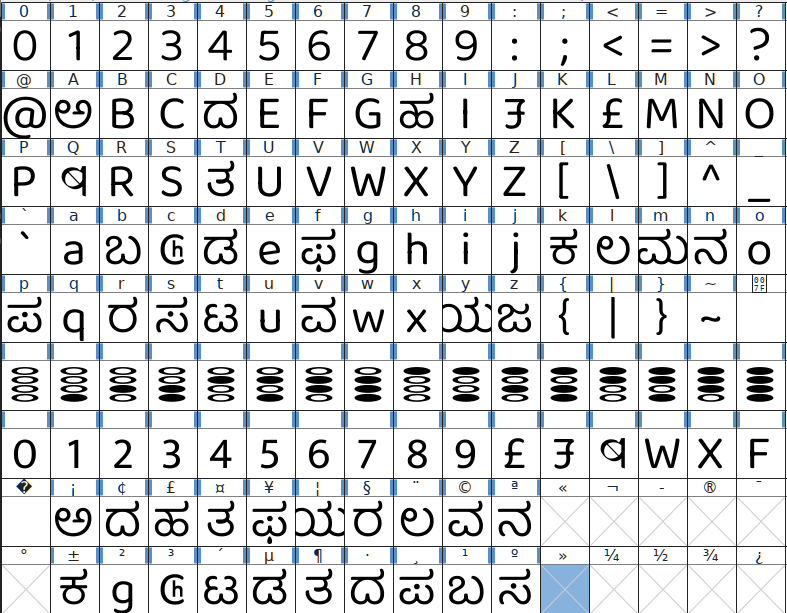 0 1 2 3 4 5 6 7 8 9 : ; < = > ?
0 1 2 3 4 5 6 7 8 9 : ; < = > ?
@ A B C D E F G H I J K L M N O
@ ಅ B C ದ E F G ಹ I K £ M N O
P Q R S T U V W X Y Z [ \ ] ^ _
P R S ತ U V W X Y Z [ \ ] ^ _
` a b c d e f g h i j k l m n o
` a ಬ ಡ e ಫ g h i j ಕ ಲ ಮ ನ o
p q r s t u v w x y z { | } ~ 007F
ಪ q ರ ಸ ಟ u ವ w x ಯ ಜ { | } ~
0 1 2 3 4 5 6 7 8 9 £ W X F
� ¡ ¢ £ ¤ ¥ ¦ § ¨ © ª « ¬ - ® ¯
ಅ ದ ಹ ತ ಫ ಯ ರ ಲ ವ ನ
° ± ² ³ ´ µ ¶ · ¸ ¹ º » ¼ ½ ¾ ¿
ಕ g ಟ ಡ ತ ದ ಪ ಬ ಸ